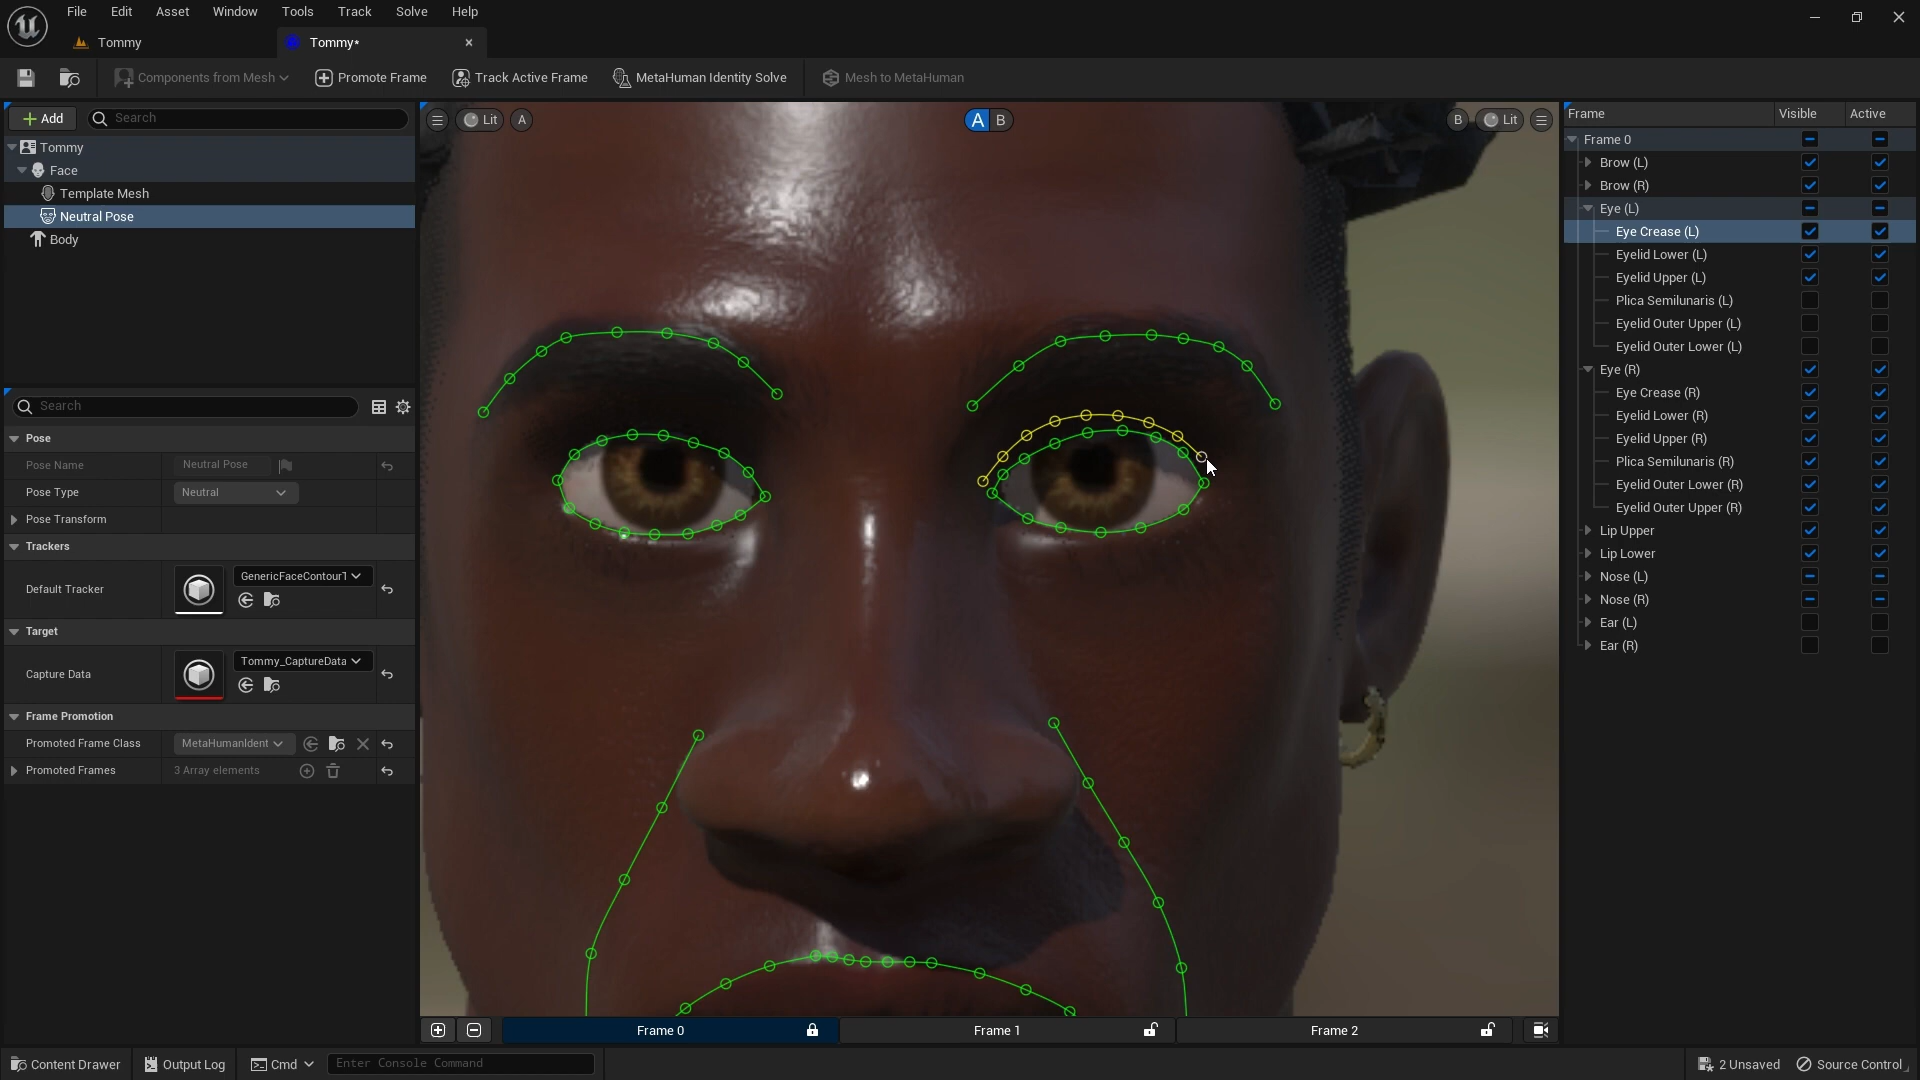 File Edit Asset Window Tools Track Solve Help
Tommy Tommy*
Components from Mesh Promote Frame Track Active Frame MetaHuman Identity Solve Mesh to MetaHuman
Add Search
Tommy
Face
Template Mesh
Neutral Pose
Body
Search
Pose
Pose Name Neutral Pose
Pose Type Neutral
Pose Transform
Trackers
Default Tracker GenericFaceContourT
Target
Capture Data Tommy_CaptureData
Frame Promotion
Promoted Frame Class MetaHumanIdent
Promoted Frames 3 Array elements
Lit A A B B Lit
Frame 0 Frame 1 Frame 2
Frame Visible Active
Frame 0
Brow (L)
Brow (R)
Eye (L)
Eye Crease (L)
Eyelid Lower (L)
Eyelid Upper (L)
Plica Semilunaris (L)
Eyelid Outer Upper (L)
Eyelid Outer Lower (L)
Eye (R)
Eye Crease (R)
Eyelid Lower (R)
Eyelid Upper (R)
Plica Semilunaris (R)
Eyelid Outer Lower (R)
Eyelid Outer Upper (R)
Lip Upper
Lip Lower
Nose (L)
Nose (R)
Ear (L)
Ear (R)
Content Drawer Output Log Cmd Enter Console Command 2 Unsaved Source Control